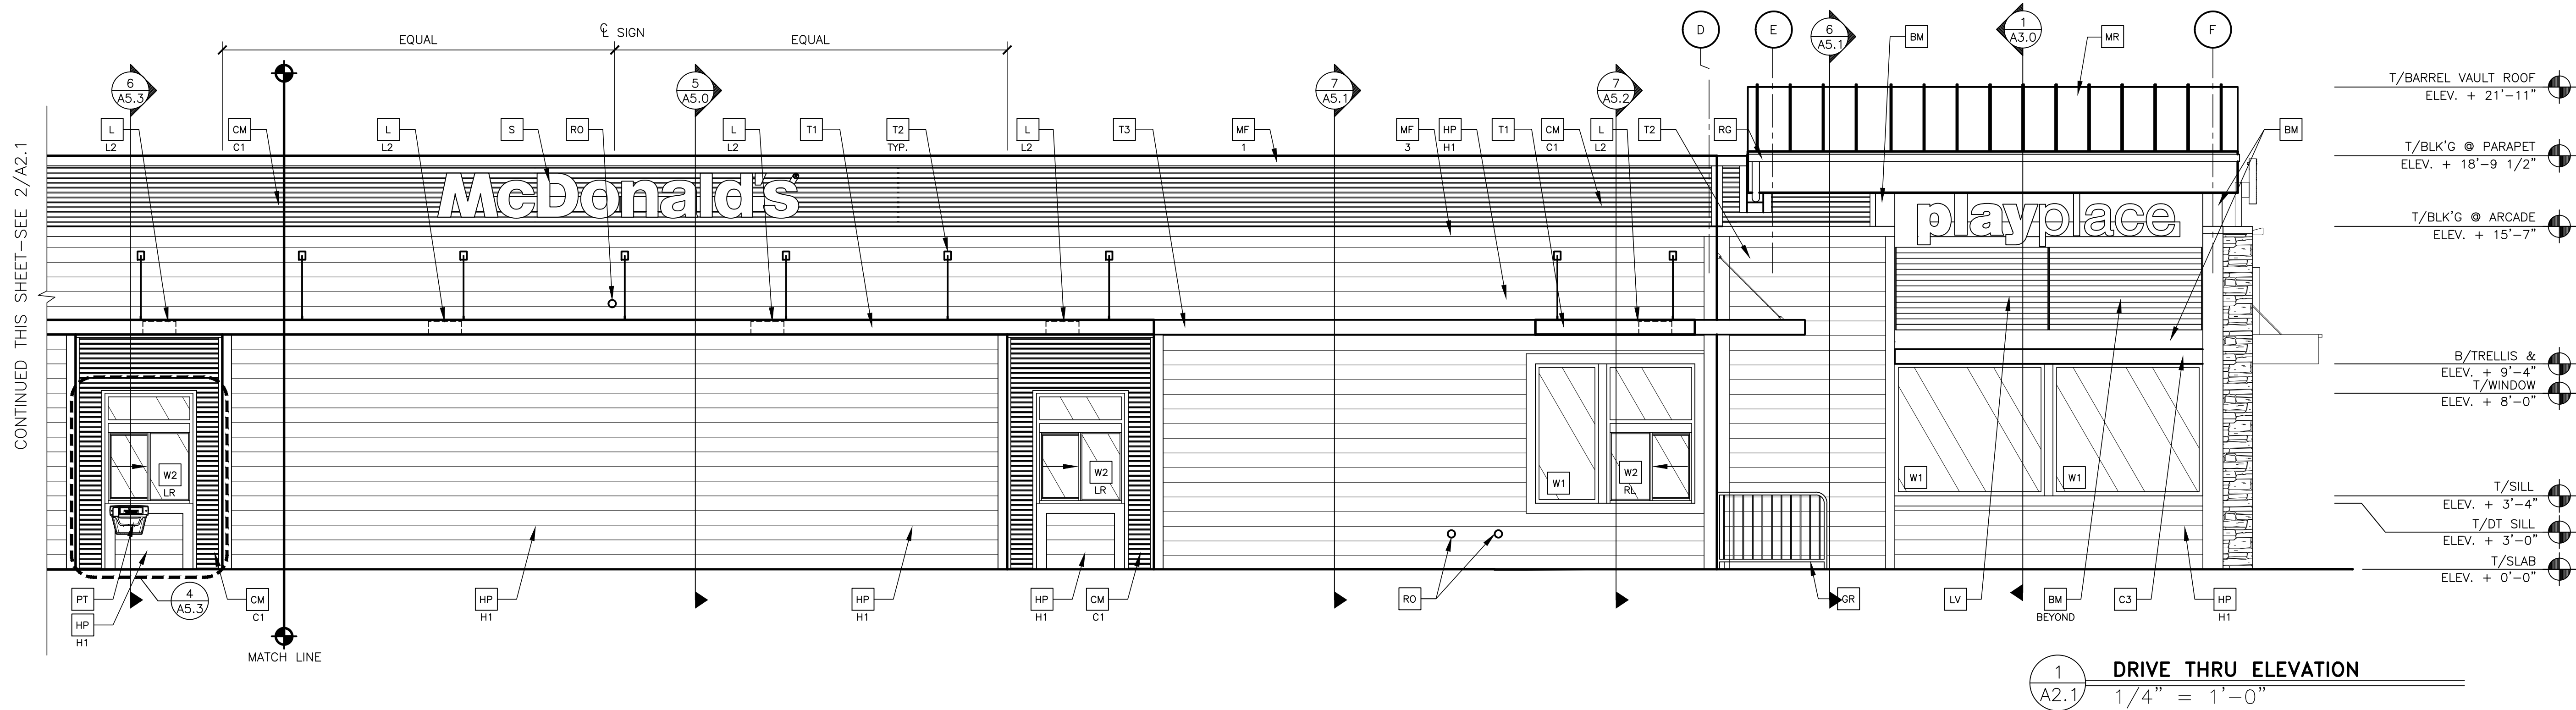 ℄ SIGN
EQUAL
EQUAL
D
E
F
6
A5.1
1
A3.0
BM
MR
6
A5.3
5
A5.0
7
A5.1
7
A5.2
T/BARREL VAULT ROOF
ELEV. + 21'-11"
L
L2
CM
C1
L
L2
S
RO
L
L2
T1
T2
TYP.
L
L2
T3
MF
1
MF
3
HP
H1
T1
CM
C1
L
L2
T2
RG
BM
T/BLK'G @ PARAPET
ELEV. + 18'-9 1/2"
McDonald's
playplace
T/BLK'G @ ARCADE
ELEV. + 15'-7"
CONTINUED THIS SHEET-SEE 2/A2.1
B/TRELLIS &
ELEV. + 9'-4"
T/WINDOW
ELEV. + 8'-0"
W2
LR
W2
LR
W1
W2
RL
W1
W1
T/SILL
ELEV. + 3'-4"
T/DT SILL
ELEV. + 3'-0"
T/SLAB
ELEV. + 0'-0"
PT
HP
H1
4
A5.3
CM
C1
HP
H1
HP
H1
HP
H1
CM
C1
RO
GR
LV
BM
BEYOND
C3
HP
H1
MATCH LINE
1
A2.1
DRIVE THRU ELEVATION
1/4" = 1'-0"